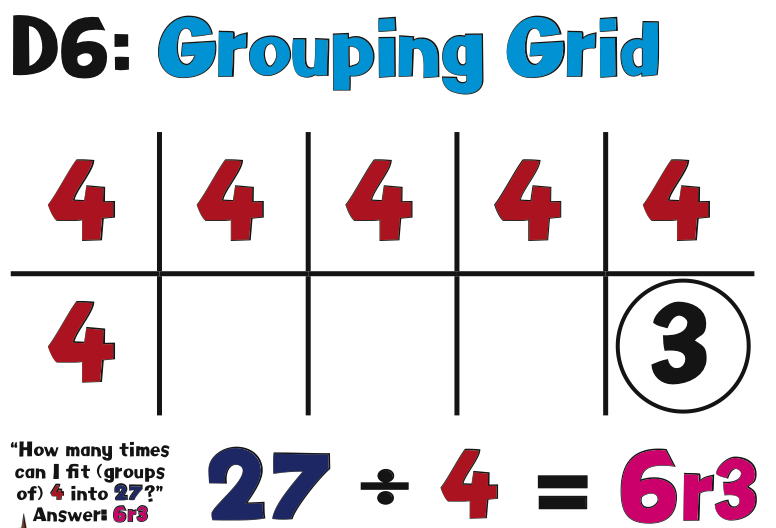 D6: Grouping Grid
4 4 4 4 4
4 3
"How many times
can I fit (groups
of) 4 into 27?"
Answer: 6r3
27 ÷ 4 = 6r3